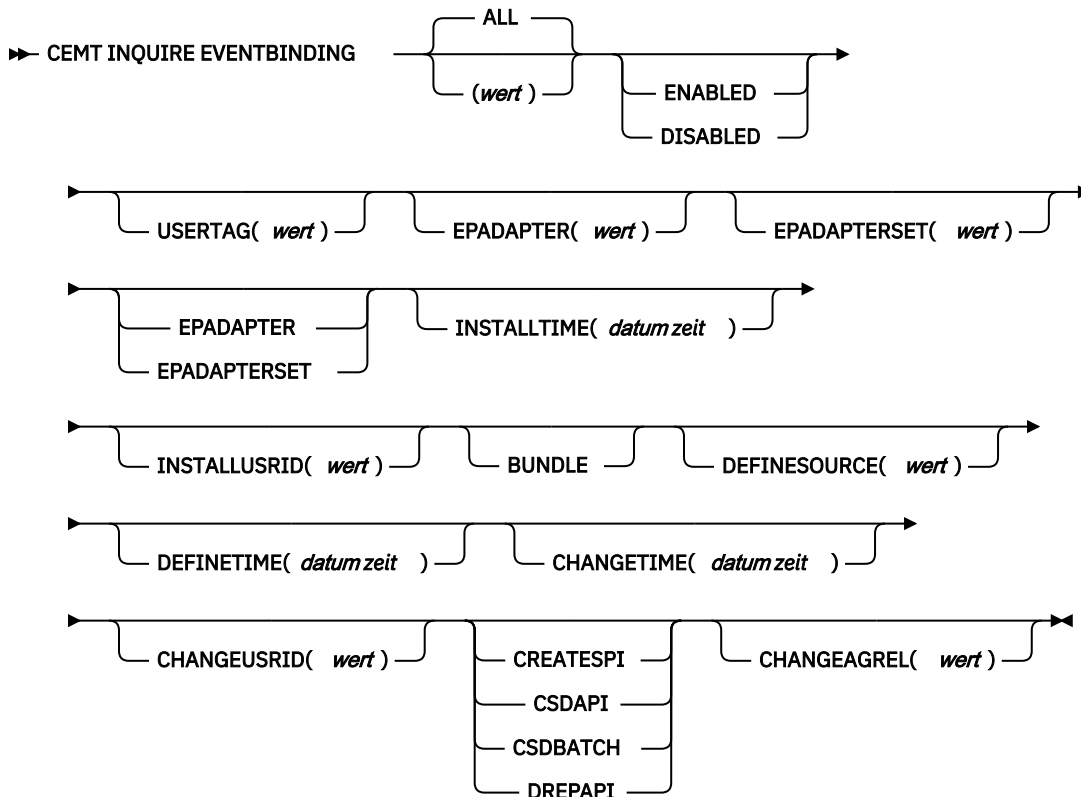 ALL
CEMT INQUIRE EVENTBINDING
(wert )
ENABLED
DISABLED
USERTAG( wert ) EPADAPTER( wert ) EPADAPTERSET( wert )
EPADAPTER INSTALLTIME( datum zeit )
EPADAPTERSET
INSTALLUSRID( wert ) BUNDLE DEFINESOURCE( wert )
DEFINETIME( datum zeit ) CHANGETIME( datum zeit )
CHANGEUSRID( wert ) CREATESPI CHANGEAGREL( wert )
CSDAPI
CSDBATCH
DREPAPI